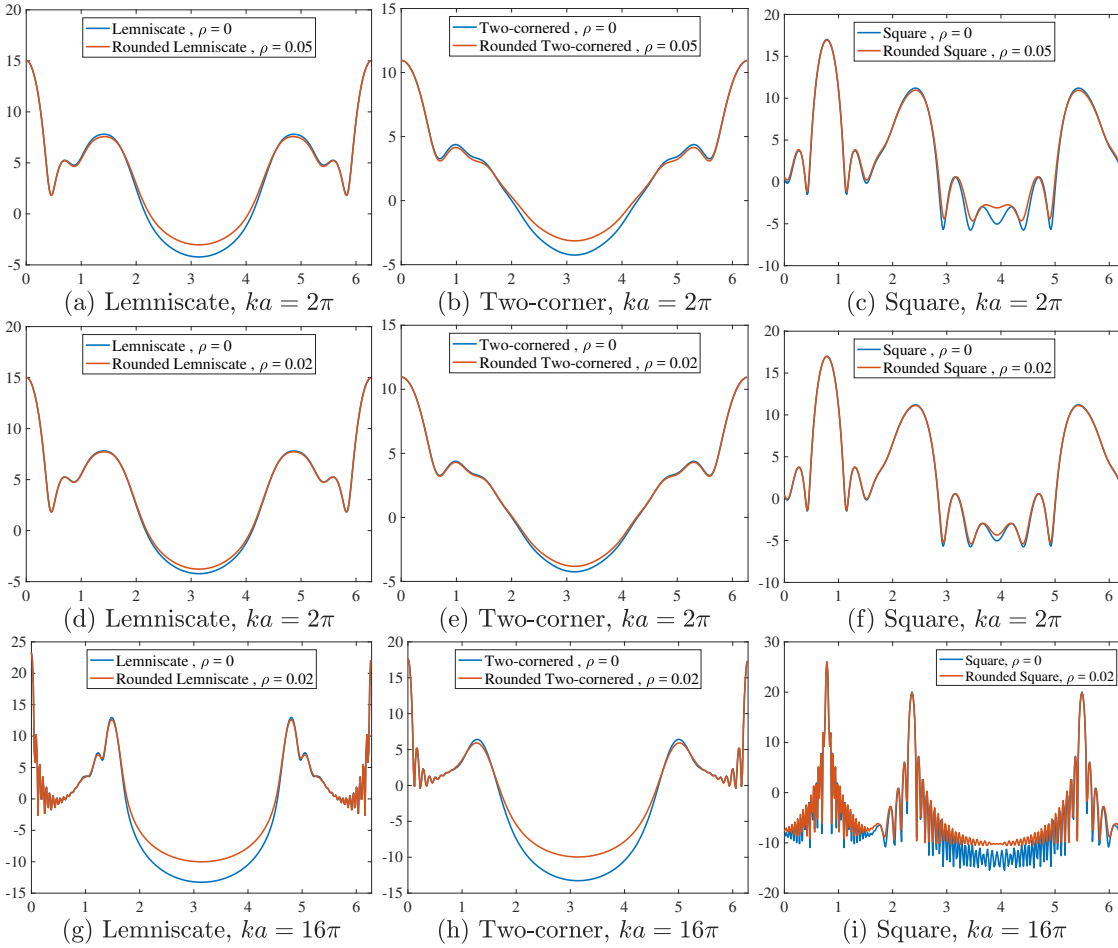 25
20
15
10
5
0
-5
0 1 2 3 4 5 6
Lemniscate , ρ = 0
Rounded Lemniscate , ρ = 0.05
(a) Lemniscate, ka = 2π
15
10
5
0
-5
0 1 2 3 4 5 6
Two-cornered , ρ = 0
Rounded Two-cornered , ρ = 0.05
(b) Two-corner, ka = 2π
20
15
10
5
0
-5
-10
0 1 2 3 4 5 6
Square , ρ = 0
Rounded Square , ρ = 0.05
(c) Square, ka = 2π
20
15
10
5
0
-5
0 1 2 3 4 5 6
Lemniscate , ρ = 0
Rounded Lemniscate , ρ = 0.02
(d) Lemniscate, ka = 2π
15
10
5
0
-5
0 1 2 3 4 5 6
Two-cornered , ρ = 0
Rounded Two-cornered , ρ = 0.02
(e) Two-corner, ka = 2π
20
15
10
5
0
-5
-10
0 1 2 3 4 5 6
Square , ρ = 0
Rounded Square , ρ = 0.02
(f) Square, ka = 2π
25
20
15
10
5
0
-5
-10
-15
0 1 2 3 4 5 6
Lemniscate , ρ = 0
Rounded Lemniscate , ρ = 0.02
(g) Lemniscate, ka = 16π
20
15
10
5
0
-5
-10
-15
0 1 2 3 4 5 6
Two-cornered , ρ = 0
Rounded Two-cornered , ρ = 0.02
(h) Two-corner, ka = 16π
30
20
10
0
-10
-20
0 1 2 3 4 5 6
Square, ρ = 0
Rounded Square, ρ = 0.02
(i) Square, ka = 16π